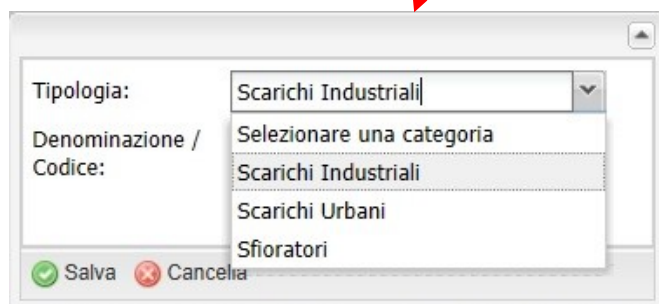 Tipologia: Scarichi Industriali
Denominazione / Selezionare una categoria
Codice: Scarichi Industriali
Scarichi Urbani
Sfioratori
Salva Cancella